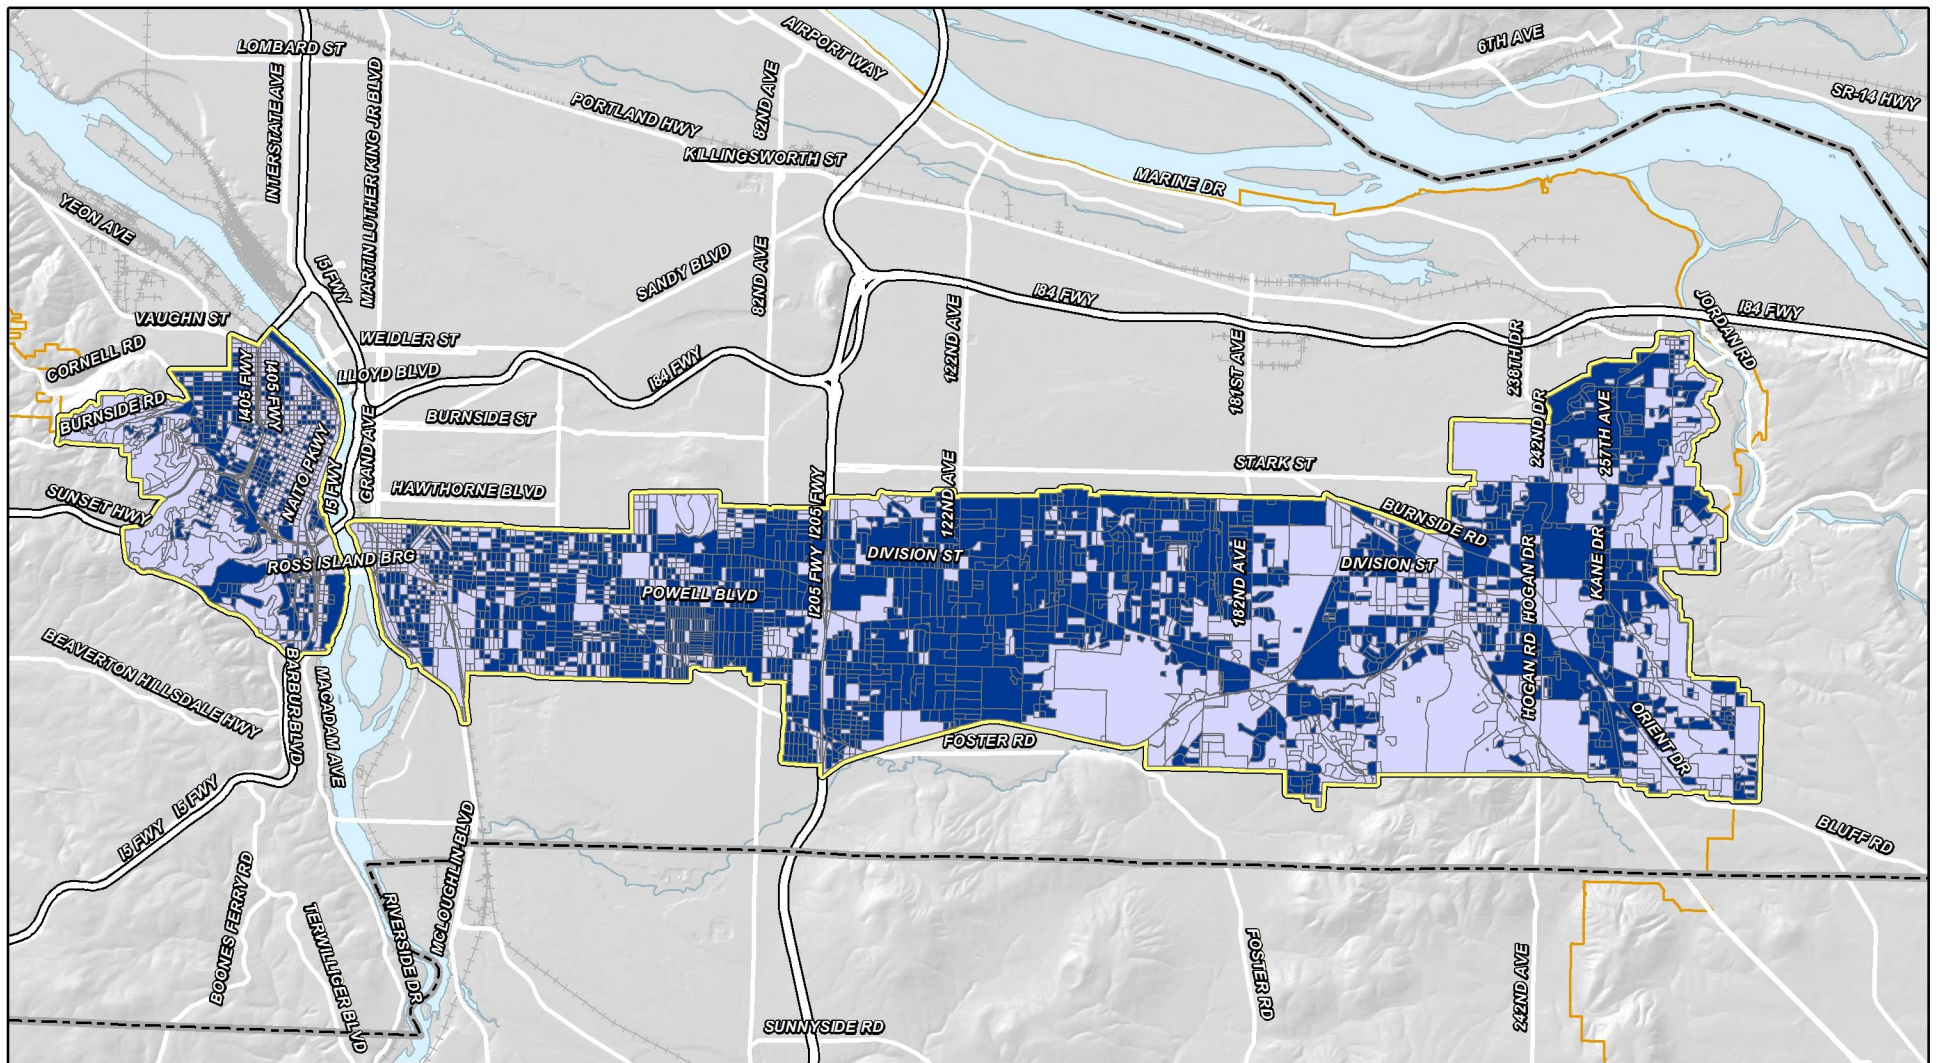 LOMBARD ST
INTERSTATE AVE
MARTIN LUTHER KING JR BLVD
AIRPORT WAY
82ND AVE
PORTLAND HWY
KILLINGSWORTH ST
6TH AVE
SR-14 HWY
MARINE DR
YEON AVE
I5 FWY
SANDY BLVD
82ND AVE
122ND AVE
I84 FWY
181ST AVE
238TH DR
JORDAN RD
I84 FWY
VAUGHN ST
CORNELL RD
WEIDLER ST
LLOYD BLVD
I84 FWY
I405 FWY
I405 FWY
BURNSIDE RD
BURNSIDE ST
GRAND AVE
NAITO PKWY
I5 FWY
HAWTHORNE BLVD
SUNSET HWY
242ND DR
257TH AVE
STARK ST
BURNSIDE RD
I205 FWY
I205 FWY
122ND AVE
DIVISION ST
DIVISION ST
ROSS ISLAND BRG
POWELL BLVD
182ND AVE
HOGAN DR
HOGAN RD
KANE DR
BEAVERTON HILLSDALE HWY
BARBUR BLVD
MACADAM AVE
FOSTER RD
ORIENT DR
I5 FWY
I5 FWY
BLUFF RD
BOONES FERRY RD
TERWILLIGER BLVD
RIVERSIDE DR
MCLOUGHLIN BLVD
SUNNYSIDE RD
FOSTER RD
242ND AVE